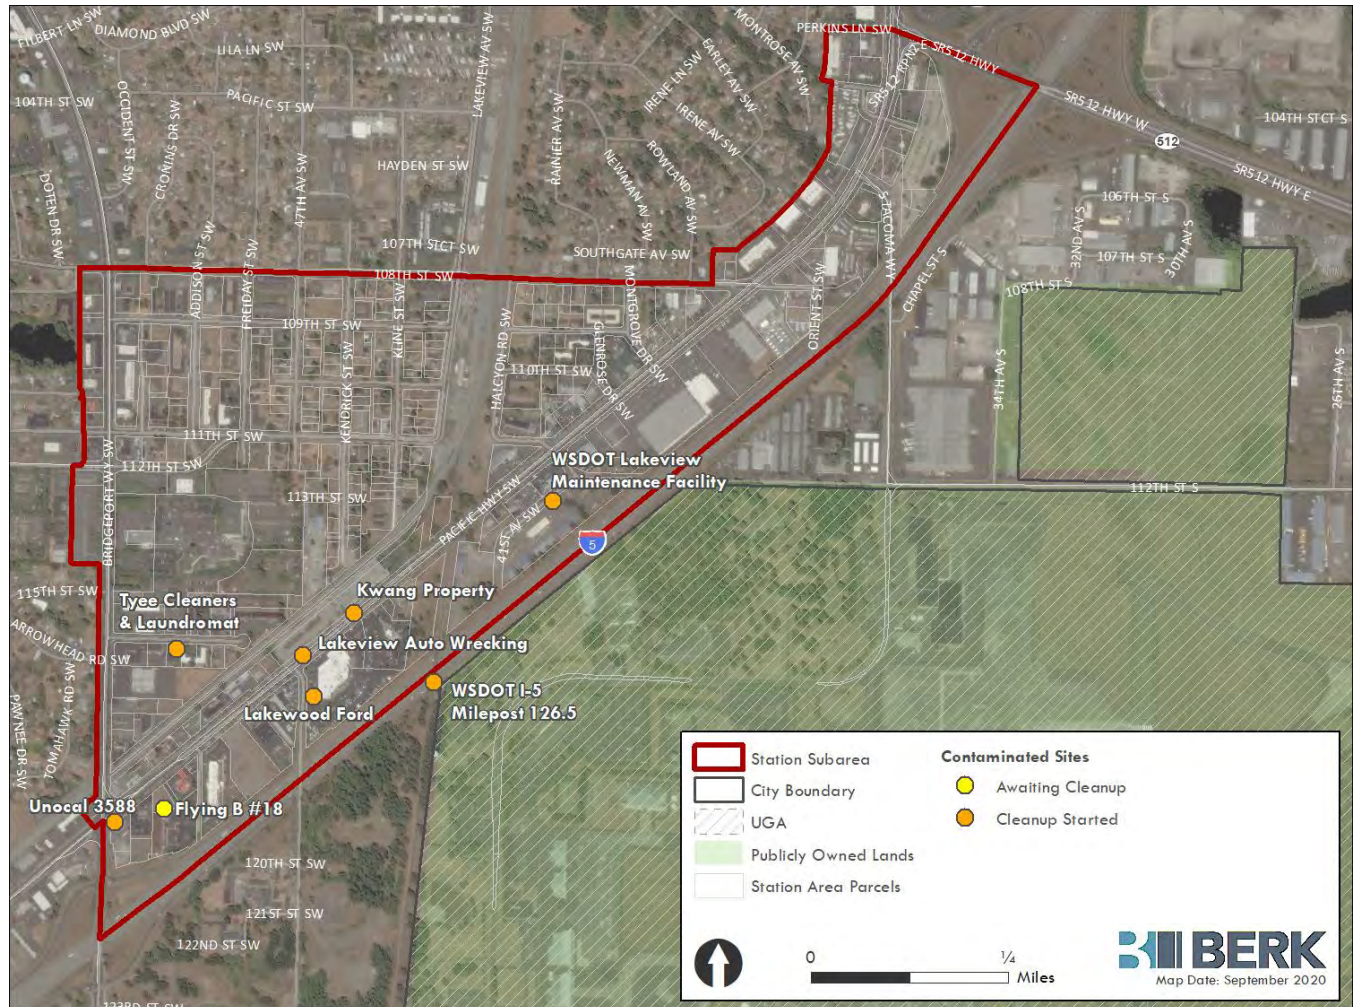 FILBERT LN SW
DIAMOND BLVD SW
LILA LN SW
LAKEVIEW AV SW
MONTROSE AV SW
PERKINS LN SW
EARLEY AV SW
IRENE LN SW
SR512 HWY
104TH ST SW
OCCIDENT ST SW
PACIFIC ST SW
CRONINS DR SW
RAINIER AV SW
IRENE AV SW
SR512 HWY W
512
104TH STCT S
47TH AV SW
HAYDEN ST SW
NEWMAN AV SW
ROWLAND AV SW
SR512 HWY E
DOTEN DR SW
ADDISON ST SW
FREIDAY ST SW
107TH STCT SW
SOUTHGATE AV SW
S TACOMA WY
CHAPEL ST S
32ND AV S
106TH ST S
107TH ST S
30TH AV S
108TH ST SW
108TH ST S
109TH ST SW
KLINE ST SW
HALCYON RD SW
GLENROSE DR SW
MONTGROVE DR SW
ORIENT ST SW
110TH ST SW
KENDRICK ST SW
34TH AV S
26TH AV S
111TH ST SW
112TH ST SW
BRIDGEPORT WY SW
113TH ST SW
PACIFIC HWY SW
41ST AV SW
WSDOT Lakeview
Maintenance Facility
112TH ST S
5
115TH ST SW
Tyee Cleaners
& Laundromat
Kwang Property
ARROWHEAD RD SW
Lakeview Auto Wrecking
TOMAHAWK RD SW
PAWNEE DR SW
Lakewood Ford
WSDOT I-5
Milepost 126.5
Unocal 3588
Flying B #18
120TH ST SW
121ST ST SW
122ND ST SW
123RD ST SW
Station Subarea
City Boundary
UGA
Publicly Owned Lands
Station Area Parcels
Contaminated Sites
Awaiting Cleanup
Cleanup Started
0
¼
Miles
BERK
Map Date: September 2020